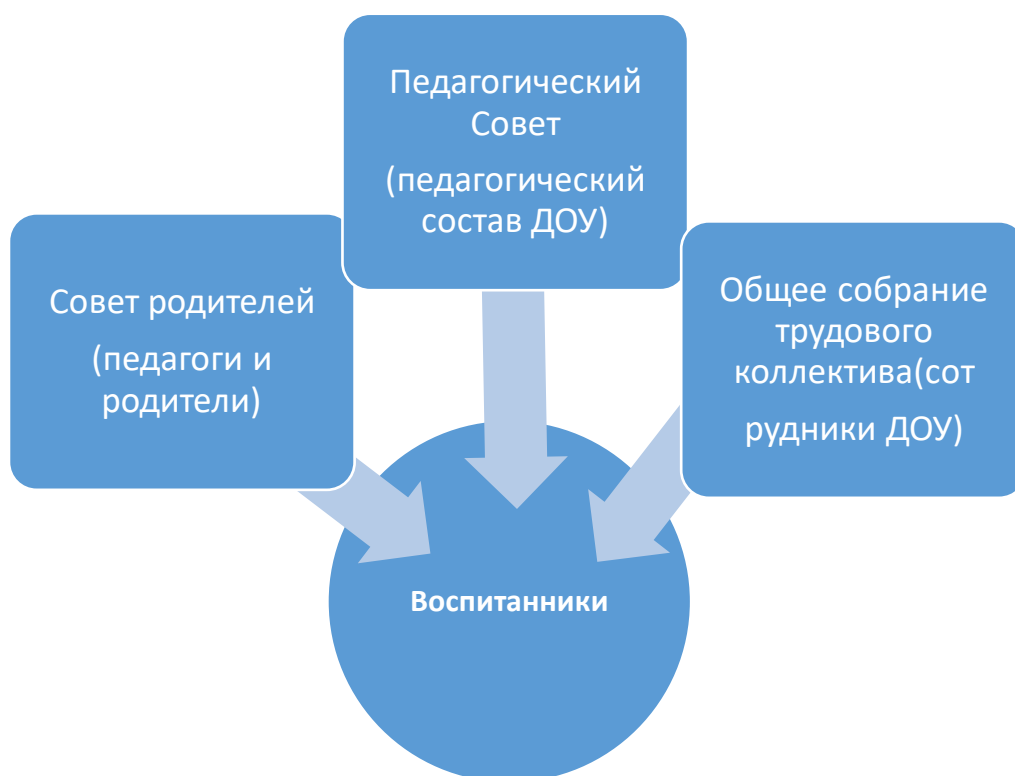 Педагогический
Совет
(педагогический
состав ДОУ)
Совет родителей
(педагоги и
родители)
Общее собрание
трудового
коллектива(сот
рудники ДОУ)
Воспитанники